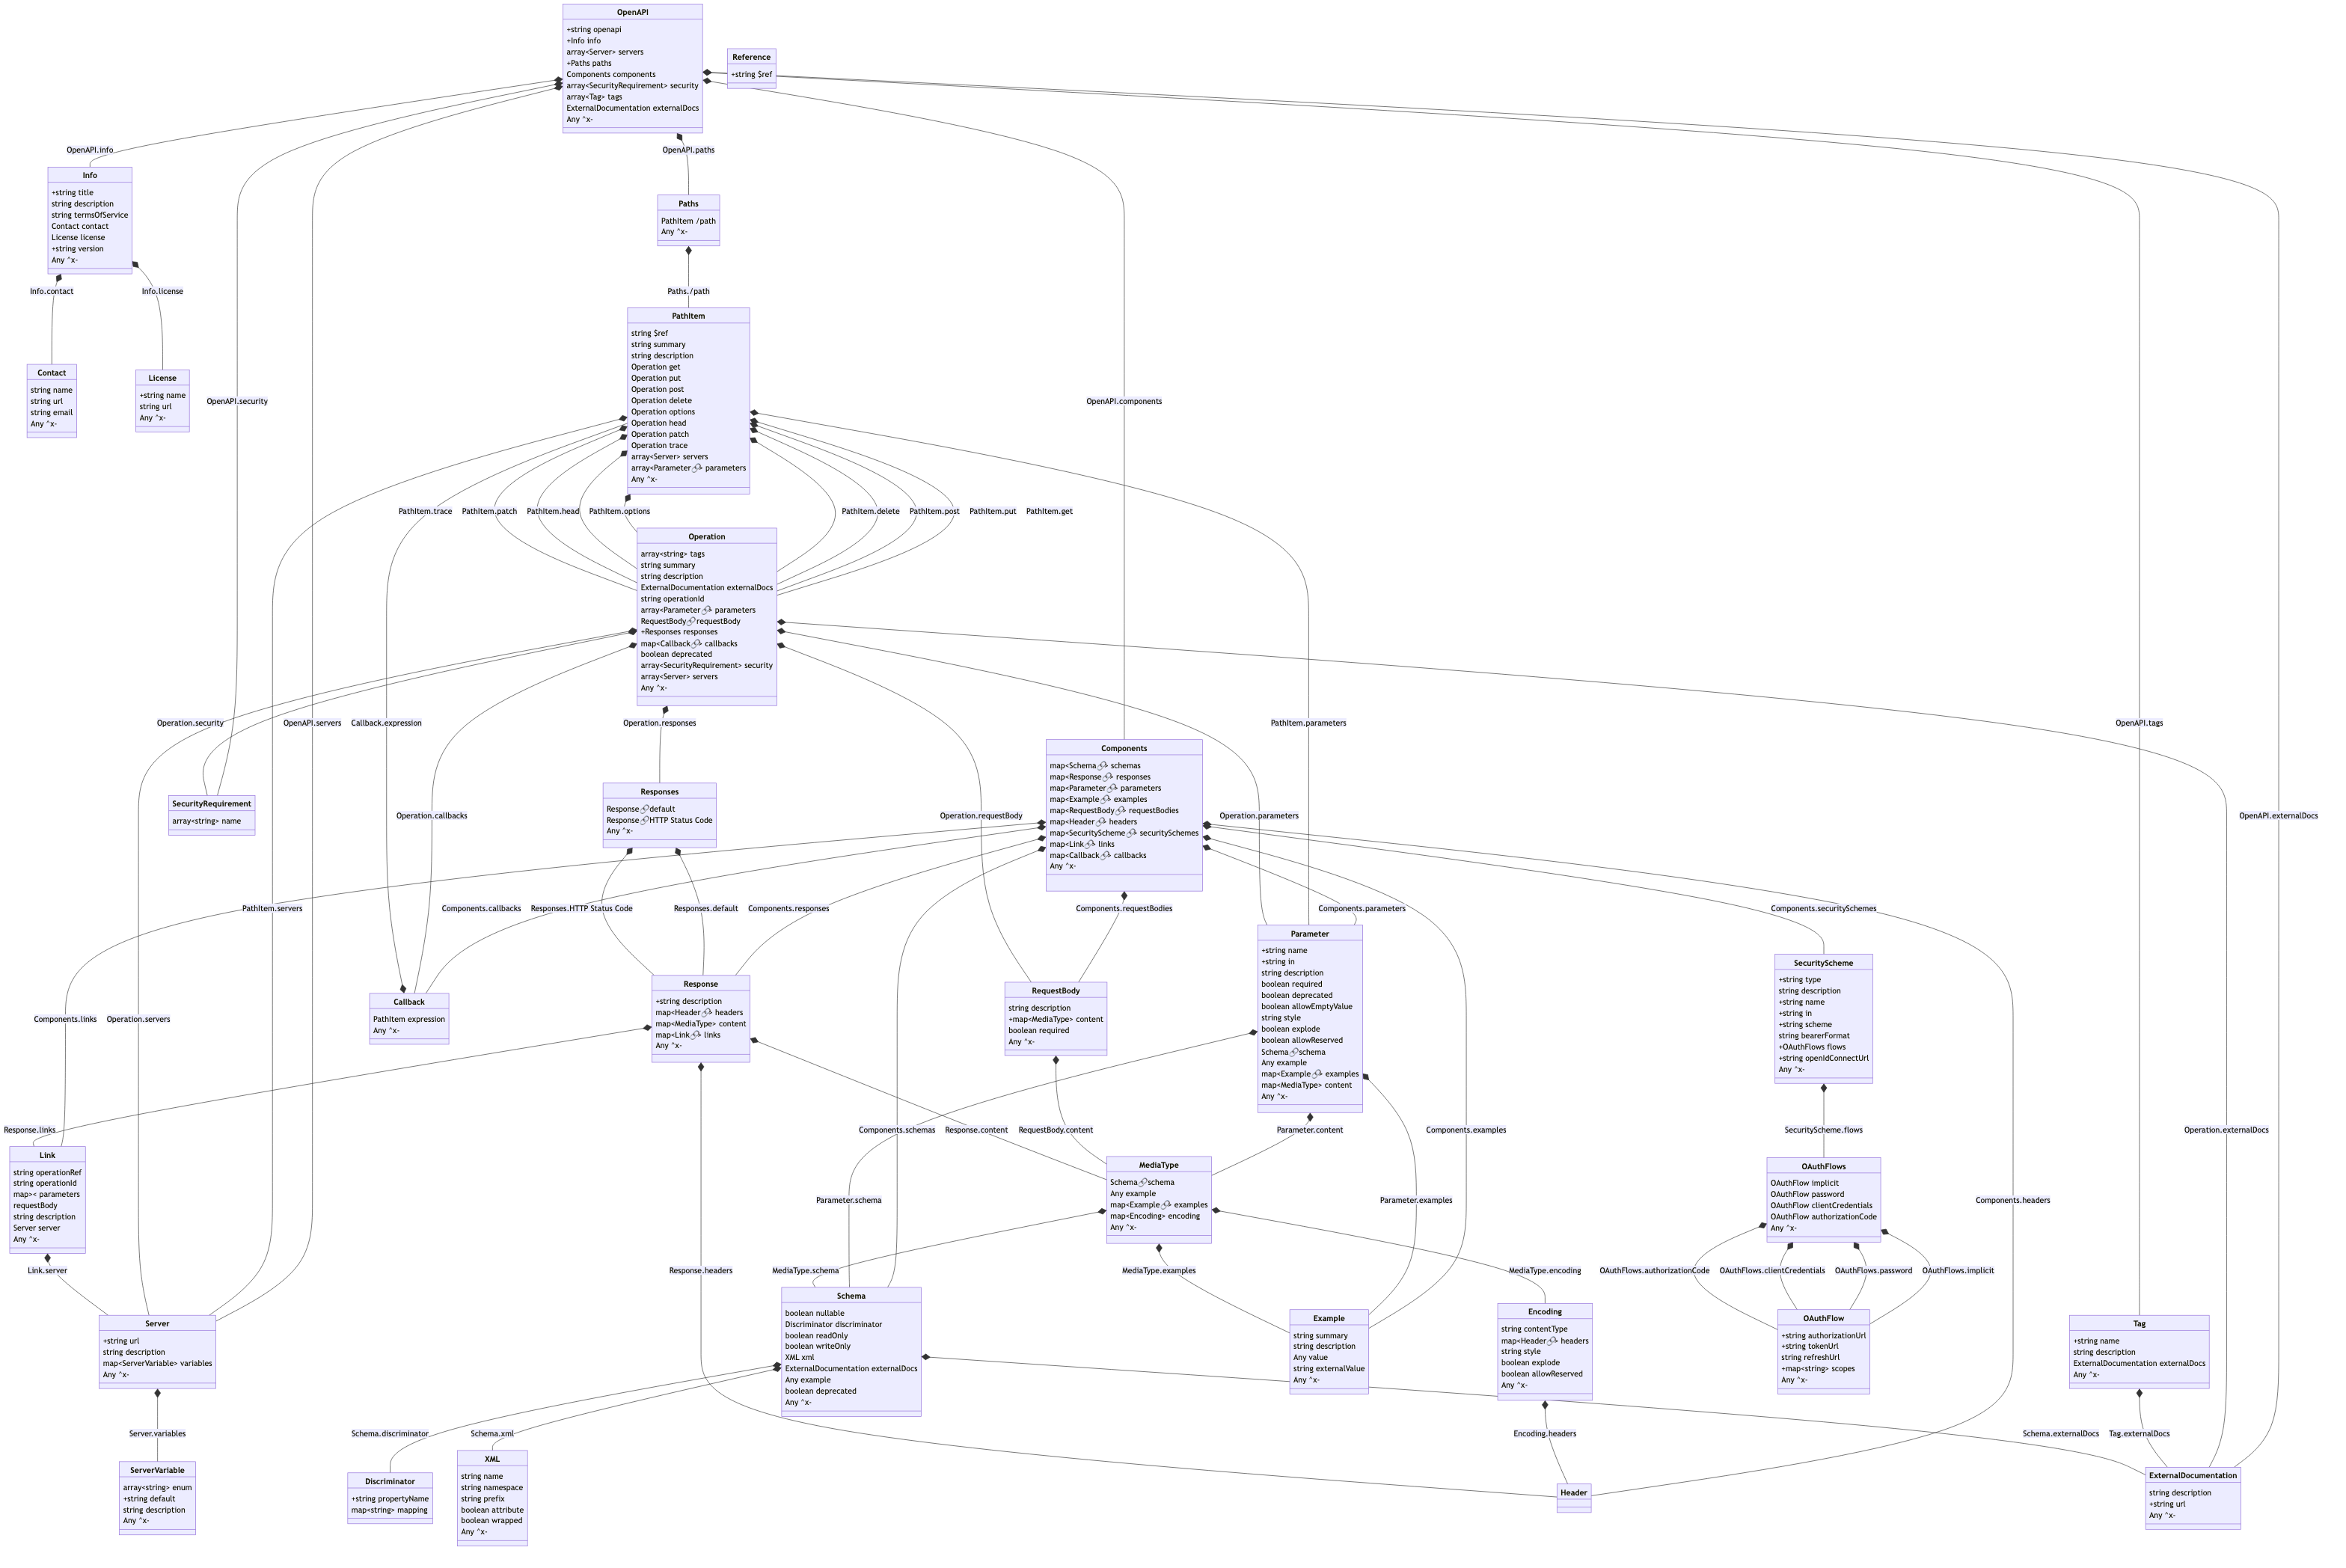 OpenAPI
+string openapi
+Info info
array<Server> servers
+Paths paths
Components components
array<SecurityRequirement> security
array<Tag> tags
ExternalDocumentation externalDocs
Any ^x-
Reference
+string $ref
OpenAPI.info
OpenAPI.paths
Info
+string title
string description
string termsOfService
Contact contact
License license
+string version
Any ^x-
Paths
PathItem /path
Any ^x-
Info.contact
Info.license
Paths./path
PathItem
string $ref
string summary
string description
Operation get
Operation put
Operation post
Operation delete
Operation options
Operation head
Operation patch
Operation trace
array<Server> servers
array<Parameter🔗> parameters
Any ^x-
Contact
string name
string url
string email
Any ^x-
License
+string name
string url
Any ^x-
OpenAPI.security
OpenAPI.components
PathItem.trace
PathItem.patch
PathItem.head
PathItem.options
PathItem.delete
PathItem.post
PathItem.put
PathItem.get
Operation
array<string> tags
string summary
string description
ExternalDocumentation externalDocs
string operationId
array<Parameter🔗> parameters
RequestBody🔗requestBody
+Responses responses
map<Callback🔗> callbacks
boolean deprecated
array<SecurityRequirement> security
array<Server> servers
Any ^x-
Operation.security
OpenAPI.servers
Callback.expression
Operation.responses
PathItem.parameters
OpenAPI.tags
Components
map<Schema🔗> schemas
map<Response🔗> responses
map<Parameter🔗> parameters
map<Example🔗> examples
map<RequestBody🔗> requestBodies
map<Header🔗> headers
map<SecurityScheme🔗> securitySchemes
map<Link🔗> links
map<Callback🔗> callbacks
Any ^x-
SecurityRequirement
array<string> name
Operation.callbacks
Responses
Response🔗default
Response🔗HTTP Status Code
Any ^x-
Operation.requestBody
Operation.parameters
OpenAPI.externalDocs
PathItem.servers
Components.callbacks
Responses.HTTP Status Code
Responses.default
Components.responses
Components.requestBodies
Components.parameters
Components.securitySchemes
Parameter
+string name
+string in
string description
boolean required
boolean deprecated
boolean allowEmptyValue
string style
boolean explode
boolean allowReserved
Schema🔗schema
Any example
map<Example🔗> examples
map<MediaType> content
Any ^x-
SecurityScheme
+string type
string description
+string name
+string in
+string scheme
string bearerFormat
+OAuthFlows flows
+string openIdConnectUrl
Any ^x-
Components.links
Operation.servers
Callback
PathItem expression
Any ^x-
Response
+string description
map<Header🔗> headers
map<MediaType> content
map<Link🔗> links
Any ^x-
RequestBody
string description
+map<MediaType> content
boolean required
Any ^x-
Response.links
Components.schemas
Response.content
RequestBody.content
Parameter.content
Components.examples
SecurityScheme.flows
Operation.externalDocs
Link
string operationRef
string operationId
map>< parameters
requestBody
string description
Server server
Any ^x-
Parameter.schema
MediaType
Schema🔗schema
Any example
map<Example🔗> examples
map<Encoding> encoding
Any ^x-
Parameter.examples
OAuthFlows
OAuthFlow implicit
OAuthFlow password
OAuthFlow clientCredentials
OAuthFlow authorizationCode
Any ^x-
Components.headers
Link.server
Response.headers
MediaType.schema
MediaType.examples
MediaType.encoding
OAuthFlows.authorizationCode
OAuthFlows.clientCredentials
OAuthFlows.password
OAuthFlows.implicit
Server
+string url
string description
map<ServerVariable> variables
Any ^x-
Schema
boolean nullable
Discriminator discriminator
boolean readOnly
boolean writeOnly
XML xml
ExternalDocumentation externalDocs
Any example
boolean deprecated
Any ^x-
Example
string summary
string description
Any value
string externalValue
Any ^x-
Encoding
string contentType
map<Header🔗> headers
string style
boolean explode
boolean allowReserved
Any ^x-
OAuthFlow
+string authorizationUrl
+string tokenUrl
string refreshUrl
+map<string> scopes
Any ^x-
Tag
+string name
string description
ExternalDocumentation externalDocs
Any ^x-
Server.variables
Schema.discriminator
Schema.xml
Encoding.headers
Schema.externalDocs
Tag.externalDocs
ServerVariable
array<string> enum
+string default
string description
Any ^x-
Discriminator
+string propertyName
map<string> mapping
XML
string name
string namespace
string prefix
boolean attribute
boolean wrapped
Any ^x-
Header
ExternalDocumentation
string description
+string url
Any ^x-